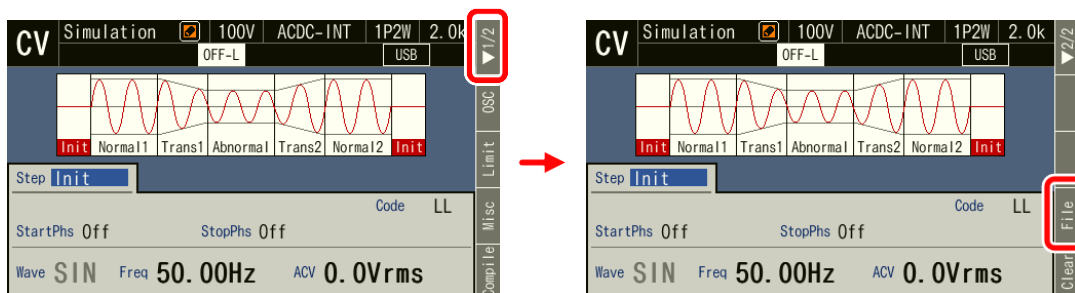 CV Simulation 100V ACDC-INT 1P2W 2.0k
OFF-L USB
▼1/2
OSC
Limit
Misc
Compile
Init Normal1 Trans1 Abnormal Trans2 Normal2 Init
Step Init
Code LL
StartPhs Off StopPhs Off
Wave SIN Freq 50.00Hz ACV 0.0Vrms
CV Simulation 100V ACDC-INT 1P2W 2.0k
OFF-L USB
▼2/2
File
Clear
Init Normal1 Trans1 Abnormal Trans2 Normal2 Init
Step Init
Code LL
StartPhs Off StopPhs Off
Wave SIN Freq 50.00Hz ACV 0.0Vrms